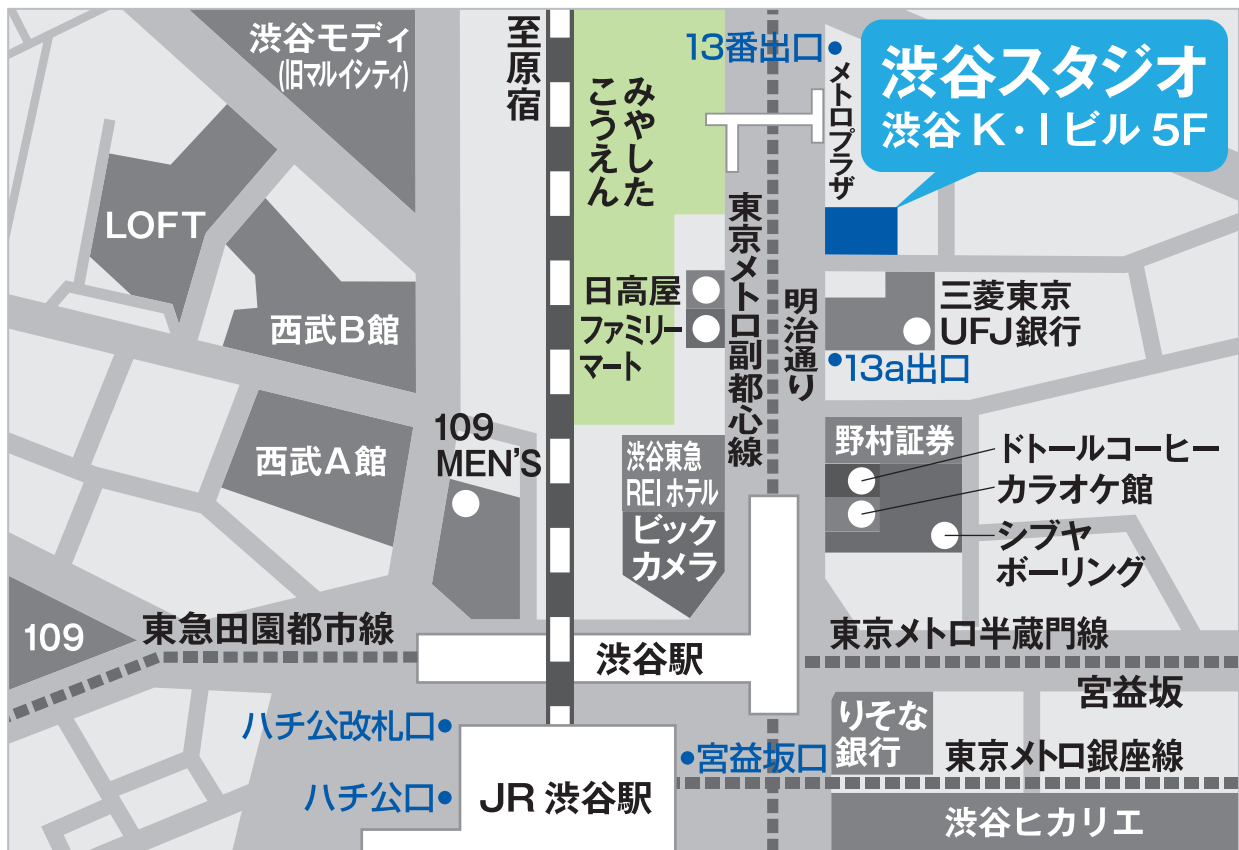 渋谷モディ
(旧マルイシティ)
至原宿
みやした
こうえん
13番出口
メトロプラザ
渋谷スタジオ
渋谷K・Iビル 5F
LOFT
西武B館
西武A館
109
MEN'S
日高屋
ファミリー
マート
東京メトロ副都心線
明治通り
三菱東京
UFJ銀行
13a出口
渋谷東急
REIホテル
ビック
カメラ
野村証券
ドトールコーヒー
カラオケ館
シブヤ
ボーリング
109
東急田園都市線
渋谷駅
東京メトロ半蔵門線
宮益坂
ハチ公改札口
ハチ公口
JR 渋谷駅
宮益坂口
りそな
銀行
東京メトロ銀座線
渋谷ヒカリエ